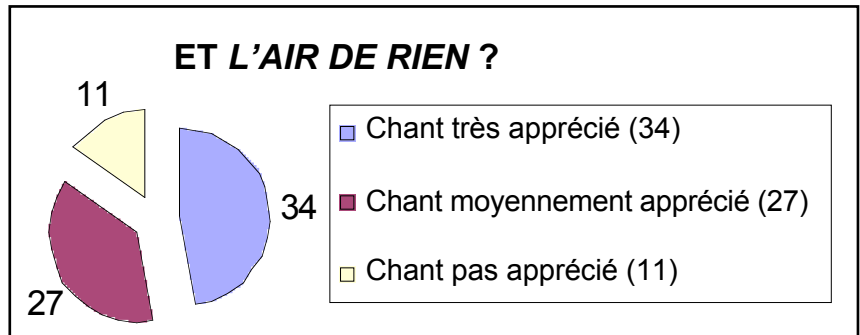 ET L'AIR DE RIEN ?
11
34
27
Chant très apprécié (34)
Chant moyennement apprécié (27)
Chant pas apprécié (11)